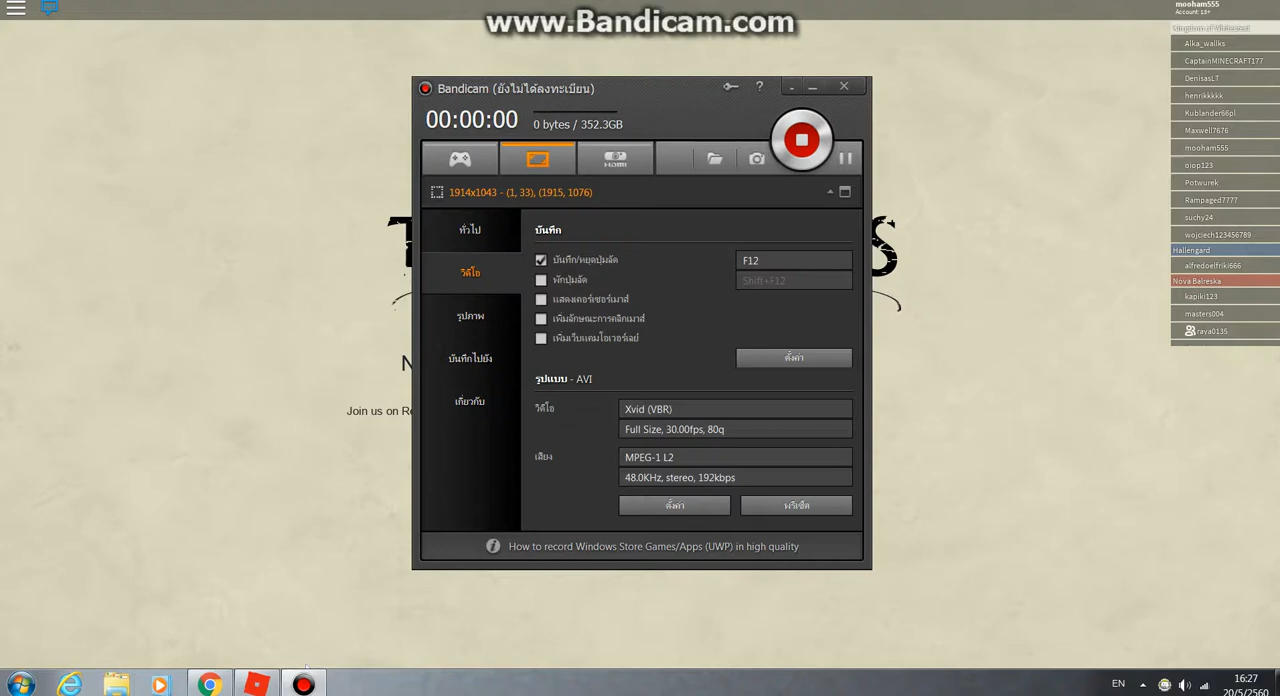 www.Bandicam.com
mooham555
Account: 13+
Kingdom of Whitecrest
Alka_wallks
CaptainMINECRAFT177
DenisasLT
henrikkkkk
Kublander66pl
Maxwell7676
mooham555
oiop123
Potwurek
Rampaged7777
suchy24
wojciech123456789
Hallengard
alfredoelfriki666
Nova Balreska
kapiki123
masters004
raya0135
Bandicam (ยังไม่ได้ลงทะเบียน)
?
00:00:00
0 bytes / 352.3GB
HDMI
1914x1043 - (1, 33), (1915, 1076)
ทั่วไป
วิดีโอ
รูปภาพ
บันทึกไปยัง
เกี่ยวกับ
บันทึก
บันทึก/หยุดปุ่มลัด
F12
พักปุ่มลัด
Shift+F12
แสดงเคอร์เซอร์เมาส์
เพิ่มลักษณะการคลิกเมาส์
เพิ่มเว็บแคมโอเวอร์เลย์
ตั้งค่า
รูปแบบ - AVI
วิดีโอ
Xvid (VBR)
Full Size, 30.00fps, 80q
เสียง
MPEG-1 L2
48.0KHz, stereo, 192kbps
ตั้งค่า
พรีเซ็ต
How to record Windows Store Games/Apps (UWP) in high quality
Join us on
EN
16:27
20/5/2560